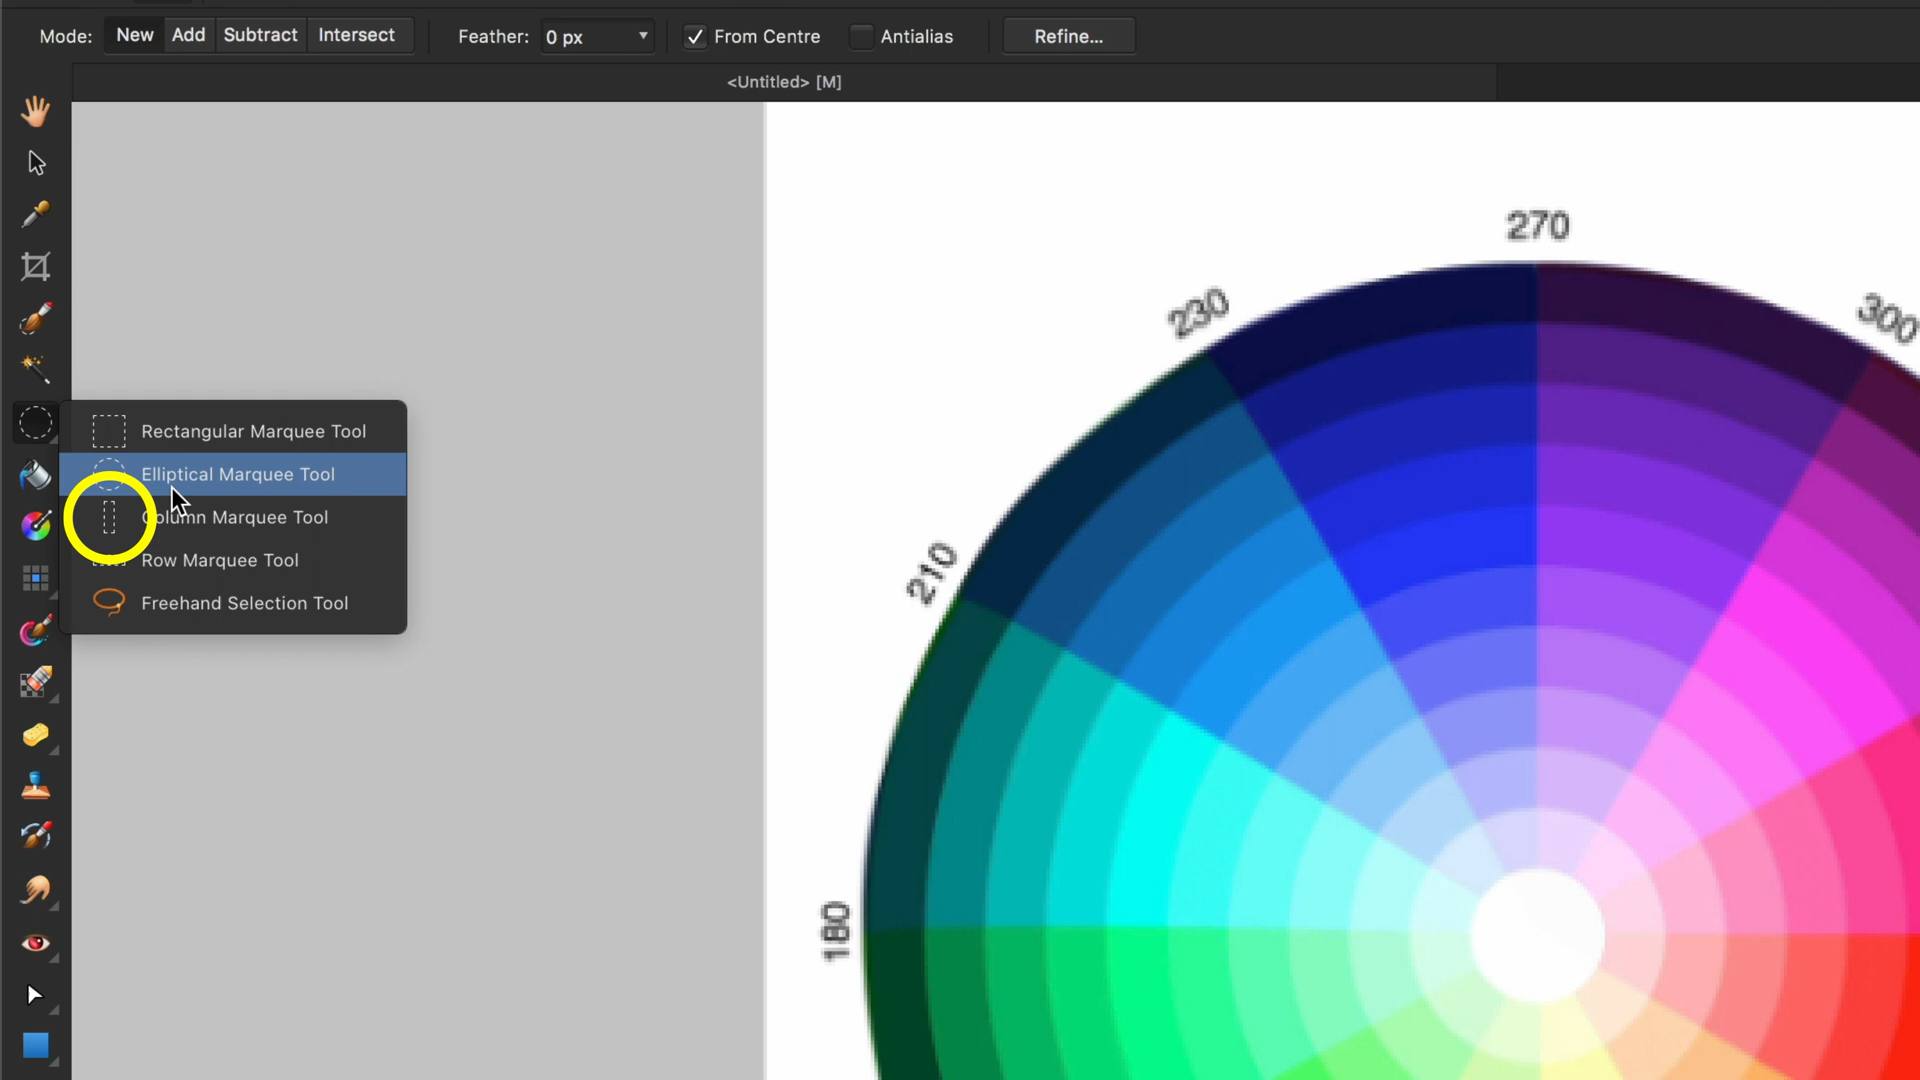 Mode: New Add Subtract Intersect Feather: 0 px From Centre Antialias Refine...
<Untitled> [M]
270
230
300
Rectangular Marquee Tool
Elliptical Marquee Tool
Column Marquee Tool
Row Marquee Tool
Freehand Selection Tool
210
180